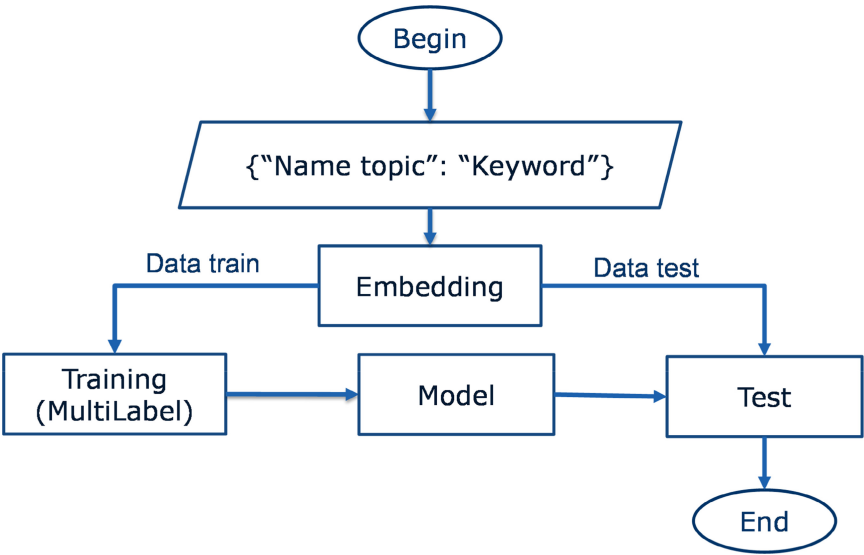 Begin
{“Name topic”: “Keyword”}
Data train
Data test
Embedding
Training
(MultiLabel)
Model
Test
End